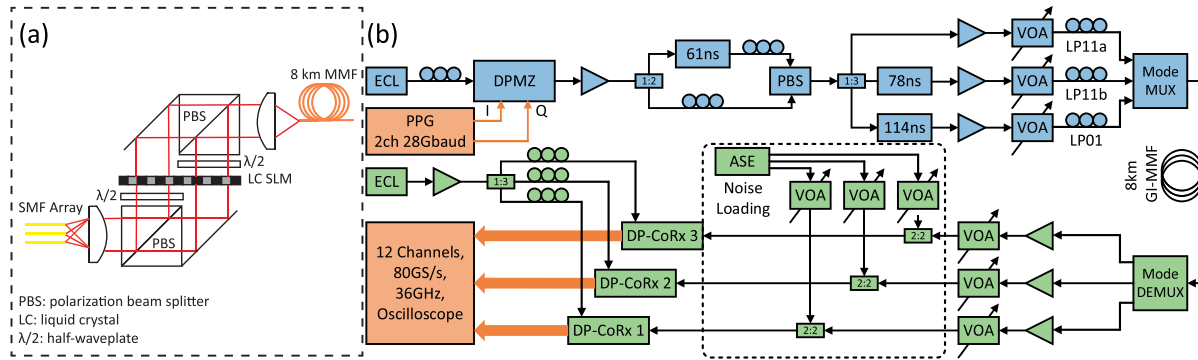 (a)
8 km MMF
PBS
λ/2
LC SLM
λ/2
SMF Array
PBS
PBS: polarization beam splitter
LC: liquid crystal
λ/2: half-waveplate
(b)
ECL
DPMZ
I
Q
PPG
2ch 28Gbaud
1:2
61ns
PBS
1:3
78ns
114ns
VOA
VOA
VOA
LP11a
LP11b
LP01
Mode
MUX
8km
GI-MMF
ECL
1:3
ASE
Noise
Loading
VOA
VOA
VOA
12 Channels,
80GS/s,
36GHz,
Oscilloscope
DP-CoRx 3
DP-CoRx 2
DP-CoRx 1
2:2
2:2
2:2
VOA
VOA
VOA
Mode
DEMUX